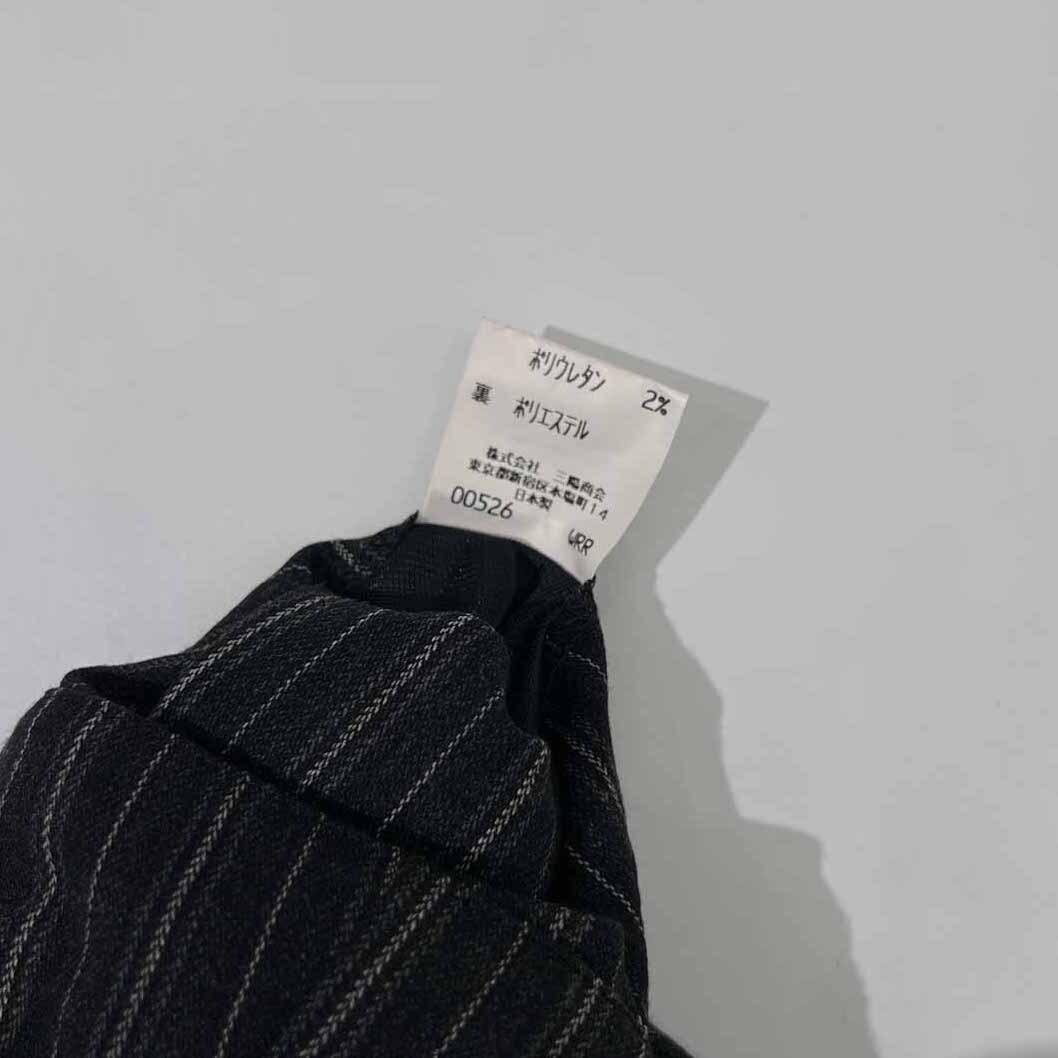 ポリウレタン 2%
裏 ポリエステル
株式会社 三陽商会
東京都新宿区本塩町14
日本製
00526 WRR